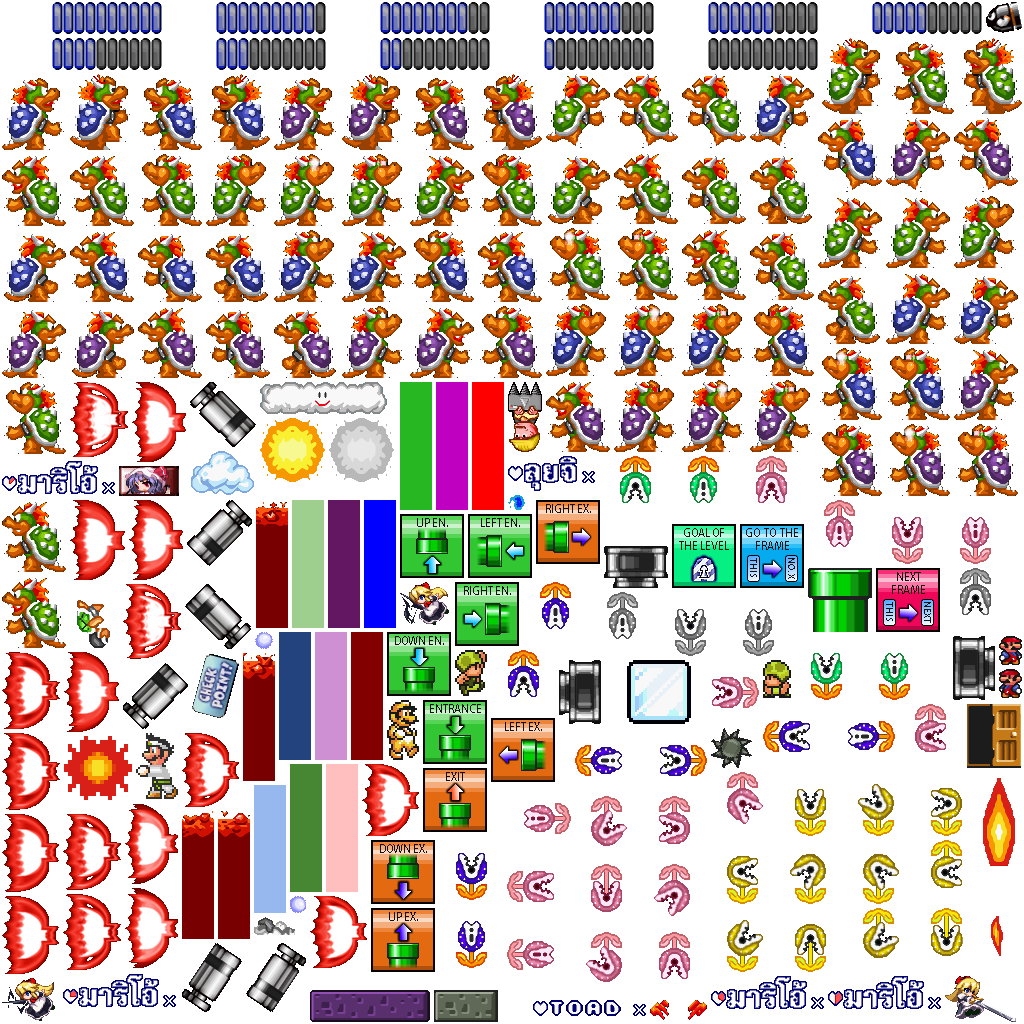 ♥มาริโอ้ x
♥ลุยจิ x
UP EN.
LEFT EN.
RIGHT EX.
GOAL OF
THE LEVEL
GO TO THE
FRAME
THIS
NO. X
RIGHT EN.
NEXT
FRAME
THIS
NEXT
DOWN EN.
CHECK
POINT!
ENTRANCE
LEFT EX.
EXIT
DOWN EX.
UP EX.
♥มาริโอ้ x
♥TOAD x
♥มาริโอ้ x
♥มาริโอ้ x